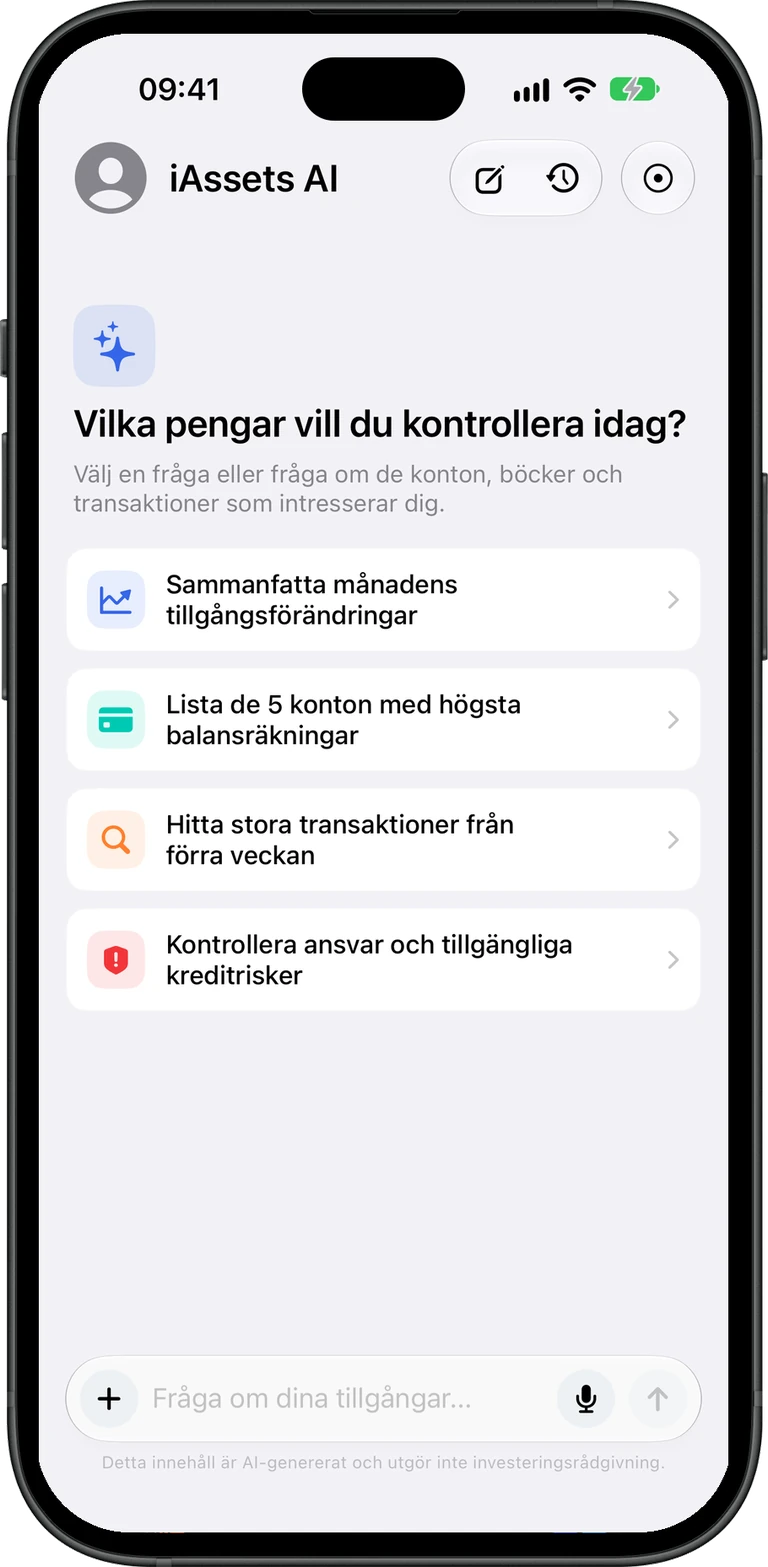 09:41
iAssets AI
Vilka pengar vill du kontrollera idag?
Välj en fråga eller fråga om de konton, böcker och
transaktioner som intresserar dig.
Sammanfatta månadens
tillgångsförändringar
Lista de 5 konton med högsta
balansräkningar
Hitta stora transaktioner från
förra veckan
Kontrollera ansvar och tillgängliga
kreditrisker
Fråga om dina tillgångar...
Detta innehåll är AI-genererat och utgör inte investeringsrådgivning.